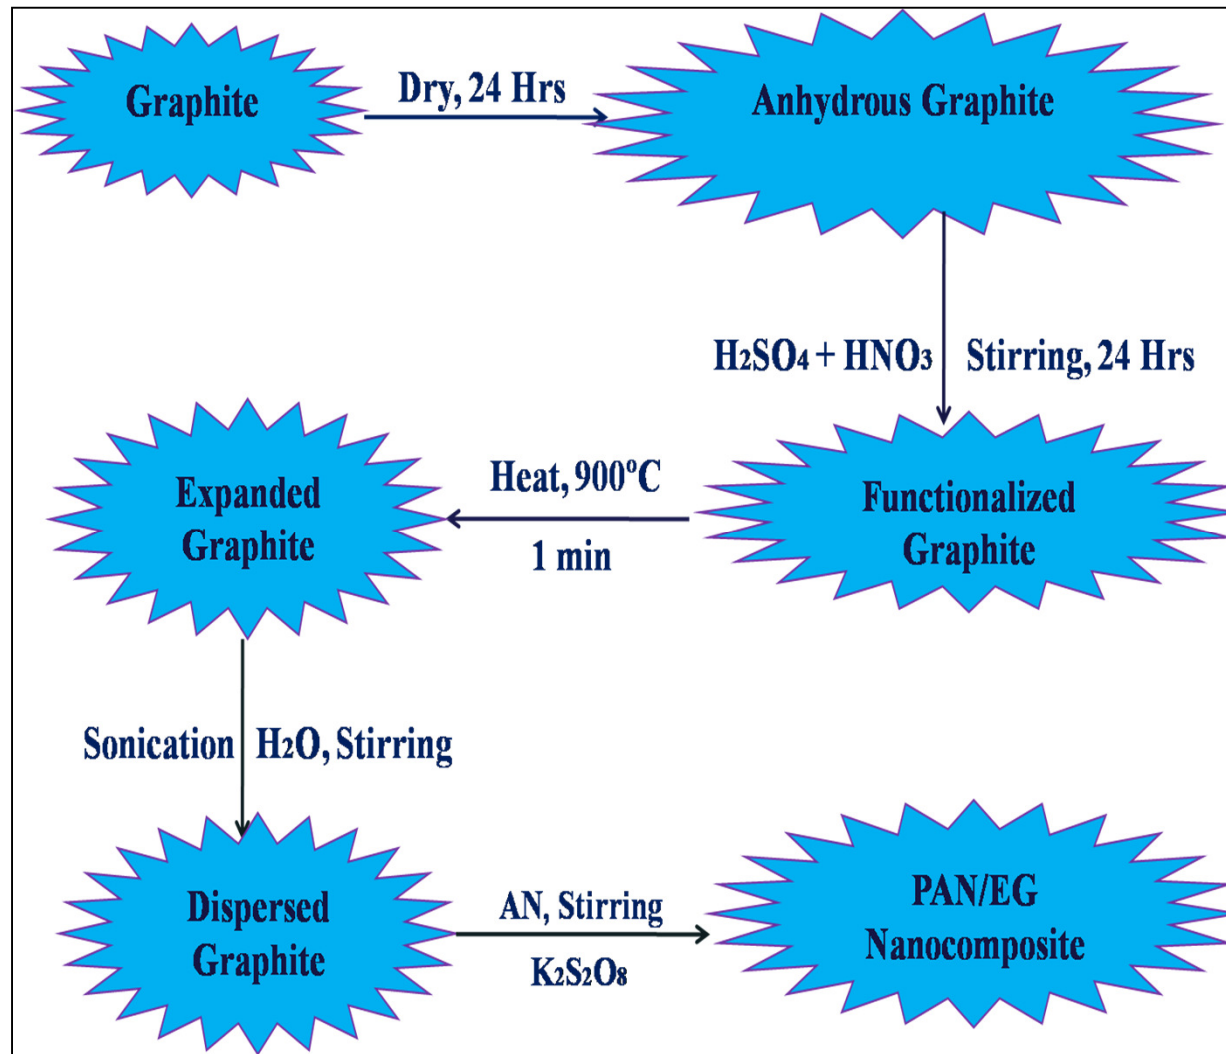 Graphite
Dry, 24 Hrs
Anhydrous Graphite
H₂SO₄ + HNO₃
Stirring, 24 Hrs
Functionalized
Graphite
Heat, 900ºC
1 min
Expanded
Graphite
Sonication
H₂O, Stirring
Dispersed
Graphite
AN, Stirring
K₂S₂O₈
PAN/EG
Nanocomposite